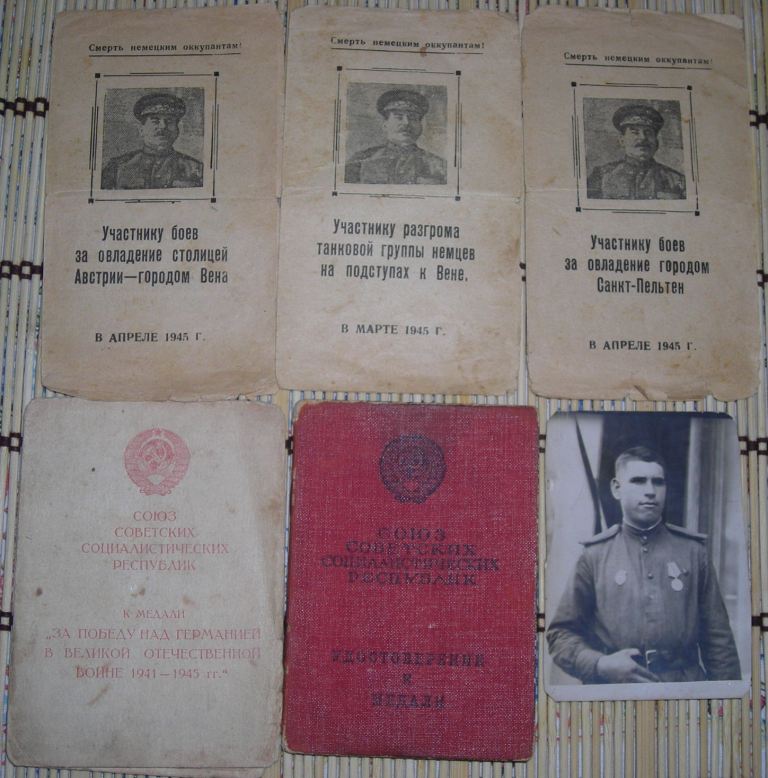 Смерть немецким оккупантам!
Участнику боев
за овладение столицей
Австрии—городом Вена
В АПРЕЛЕ 1945 Г.
Смерть немецким оккупантам!
Участнику разгрома
танковой группы немцев
на подступах к Вене.
В МАРТЕ 1945 Г.
Смерть немецким оккупантам!
Участнику боев
за овладение городом
Санкт-Пельтен
В АПРЕЛЕ 1945 Г.
СОЮЗ
СОВЕТСКИХ
СОЦИАЛИСТИЧЕСКИХ
РЕСПУБЛИК
К МЕДАЛИ
„ЗА ПОБЕДУ НАД ГЕРМАНИЕЙ
В ВЕЛИКОЙ ОТЕЧЕСТВЕННОЙ
ВОЙНЕ 1941—1945 гг.“
СОЮЗ
СОВЕТСКИХ
СОЦИАЛИСТИЧЕСКИХ
РЕСПУБЛИК
УДОСТОВЕРЕНИЕ
К
МЕДАЛИ